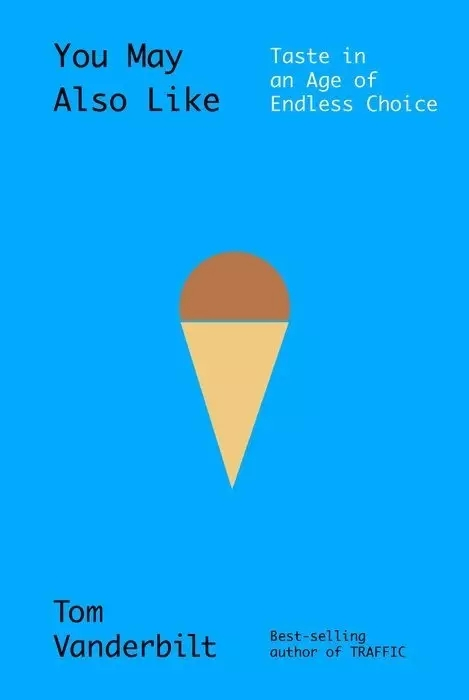 You May
Also Like
Taste in
an Age of
Endless Choice
Tom
Vanderbilt
Best-selling
author of TRAFFIC